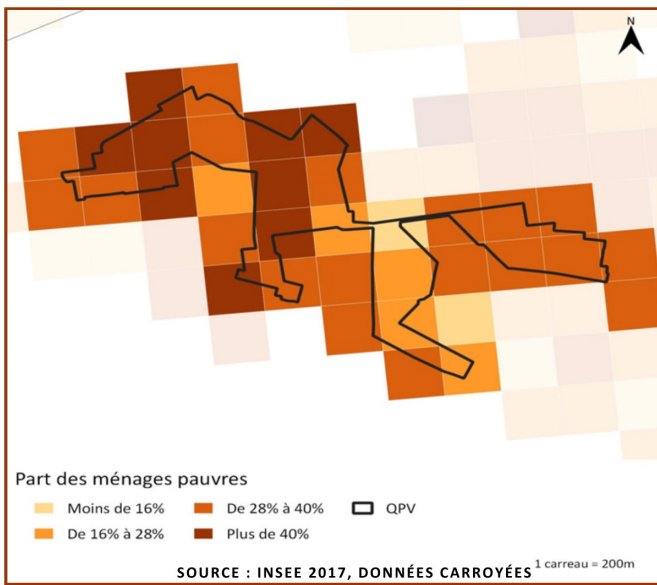 N
Part des ménages pauvres
Moins de 16% De 28% à 40% QPV
De 16% à 28% Plus de 40%
1 carreau = 200m
SOURCE : INSEE 2017, DONNÉES CARROYÉES